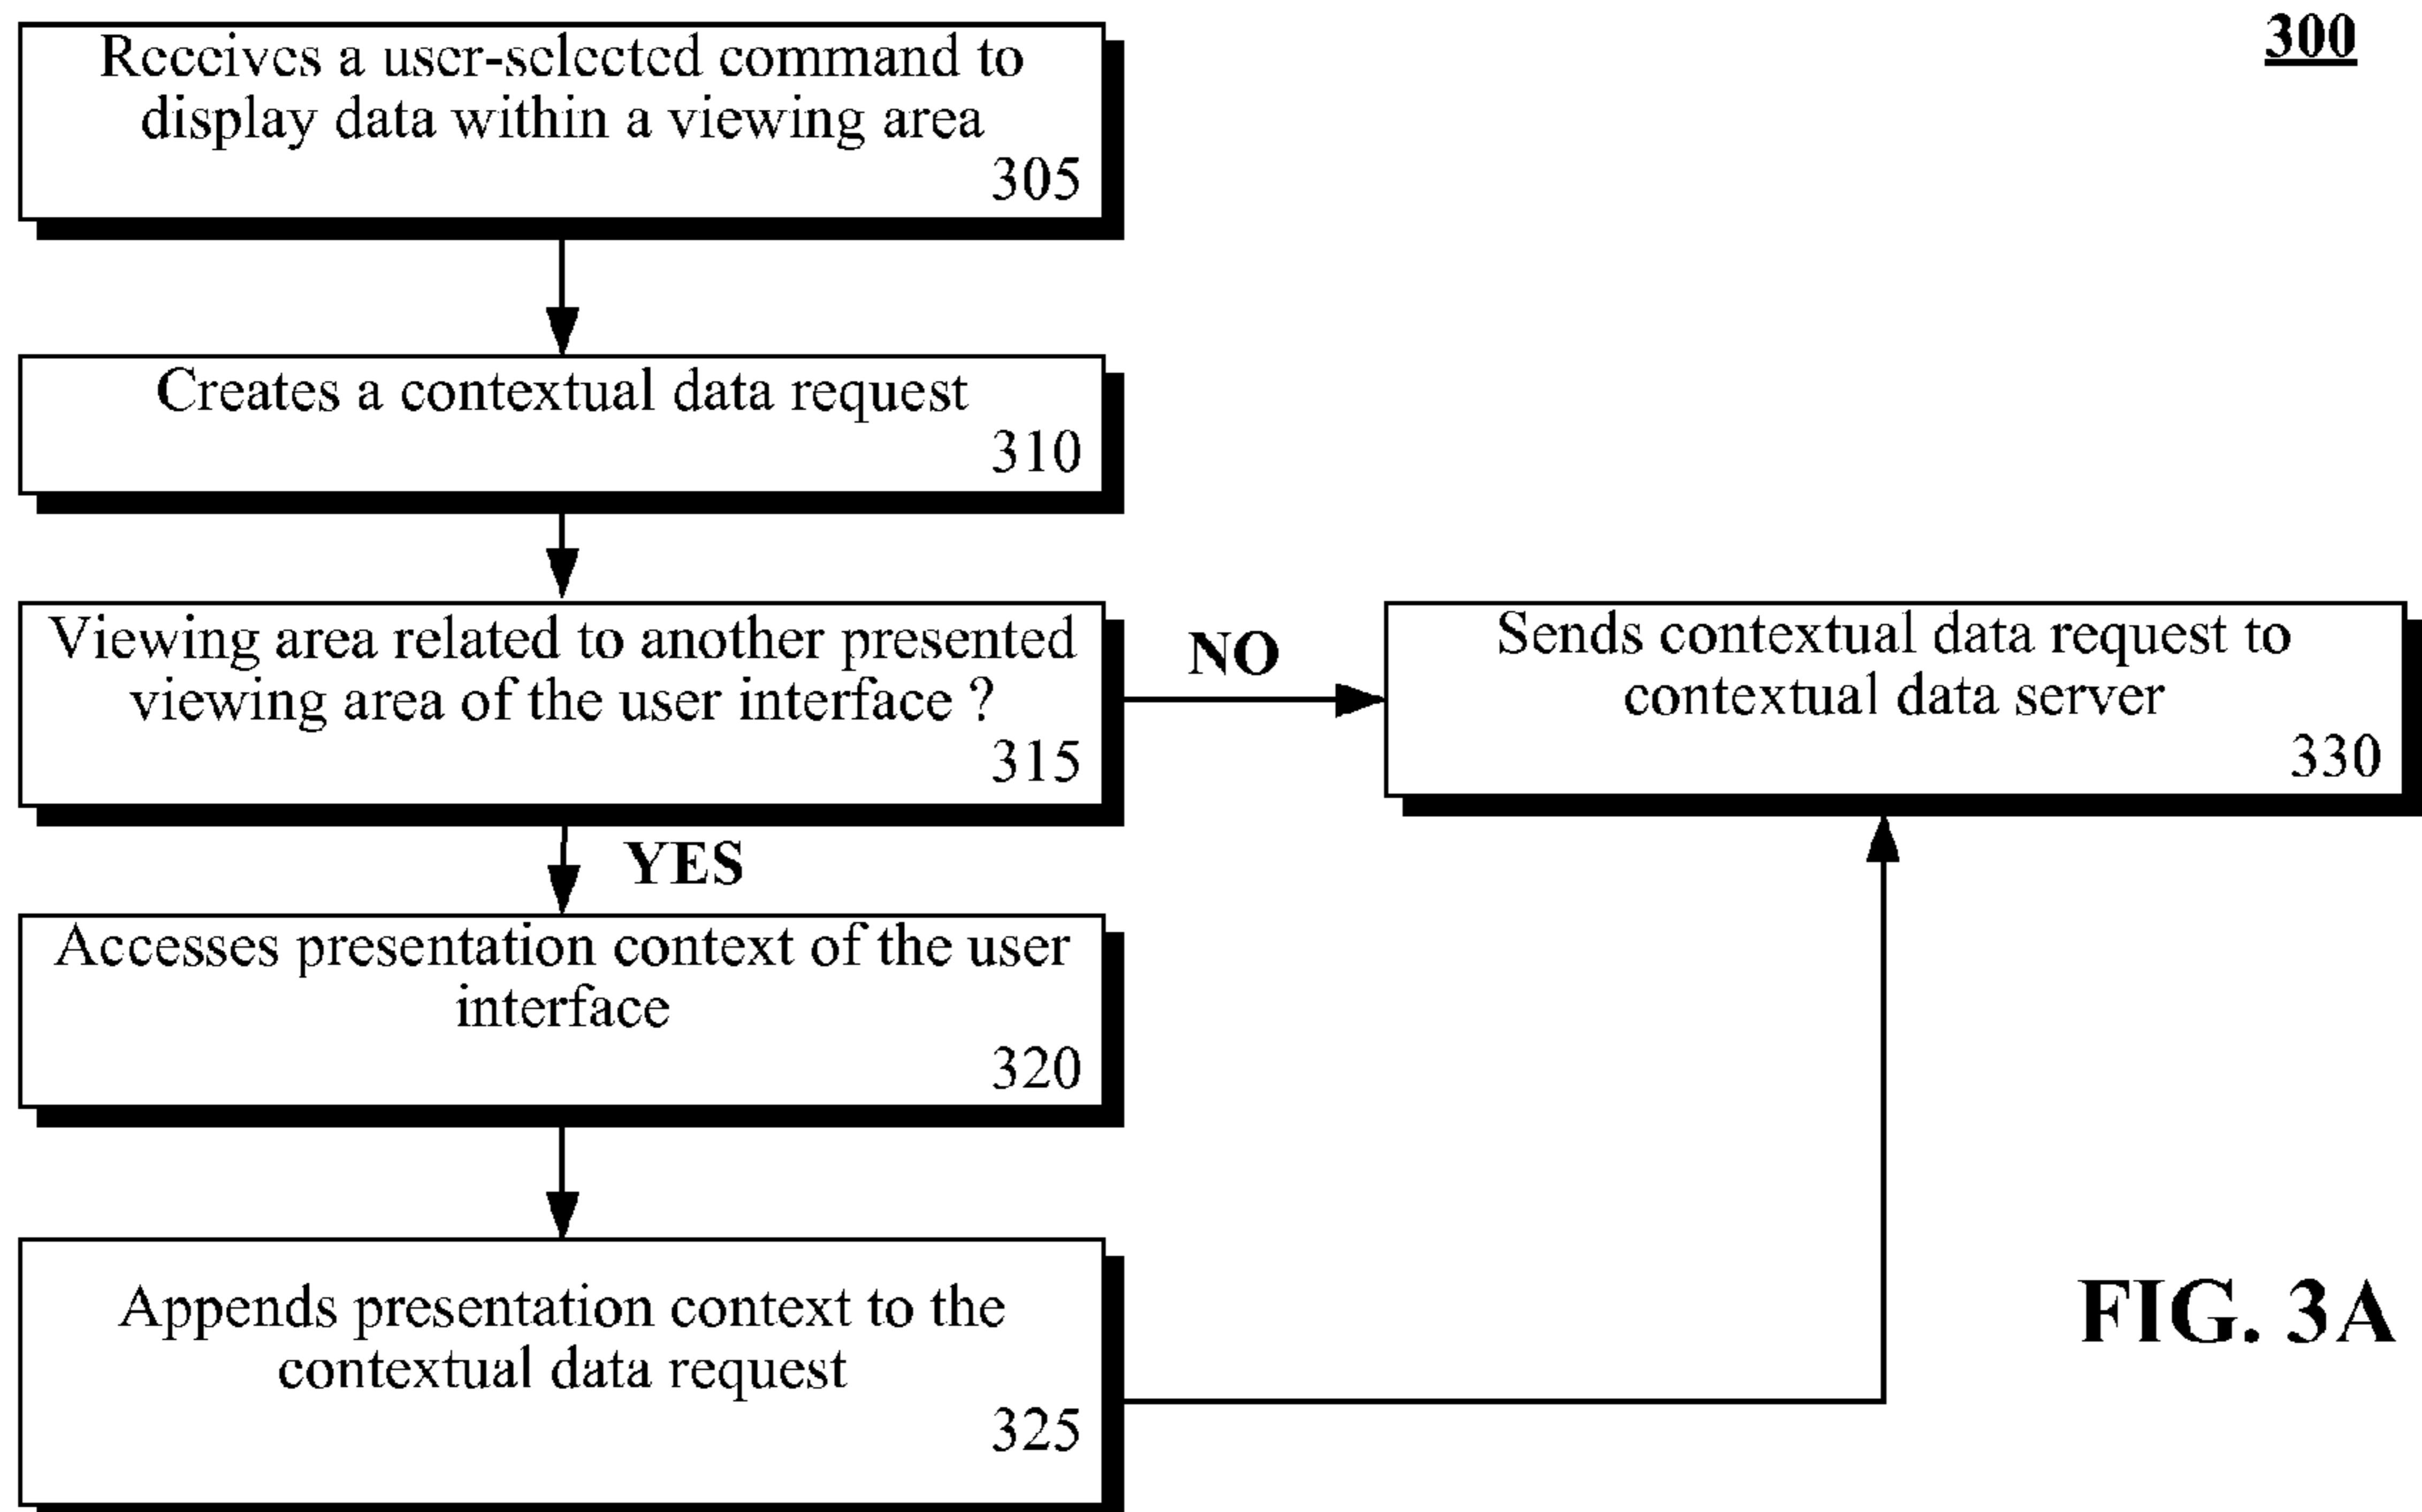 300
Receives a user-selected command to
display data within a viewing area
305
Creates a contextual data request
310
Viewing area related to another presented
viewing area of the user interface ?
315
NO
Sends contextual data request to
contextual data server
330
YES
Accesses presentation context of the user
interface
320
Appends presentation context to the
contextual data request
325
FIG. 3A